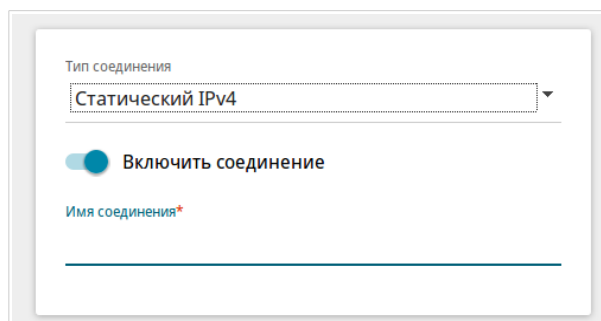 Тип соединения
Статический IPv4
Включить соединение
Имя соединения*